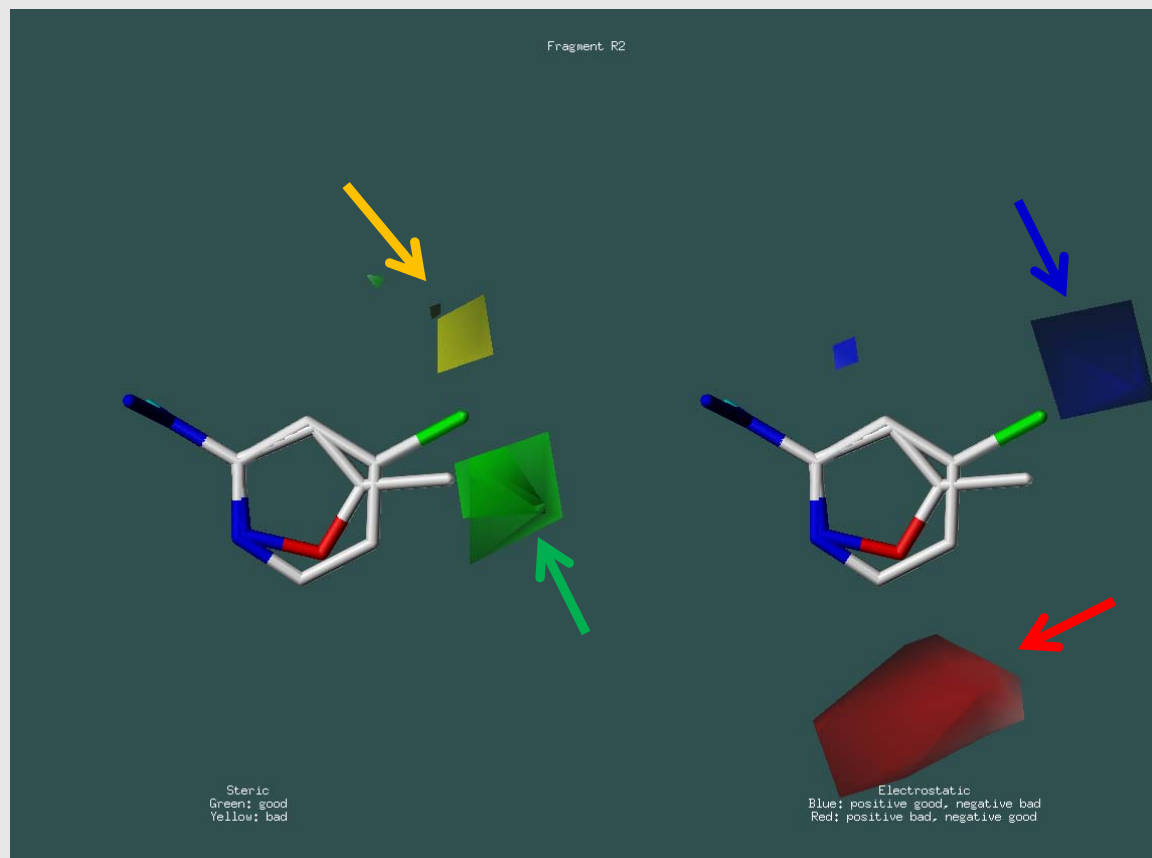 Fragment R2
Steric
Green: good
Yellow: bad
Electrostatic
Blue: positive good, negative bad
Red: positive bad, negative good